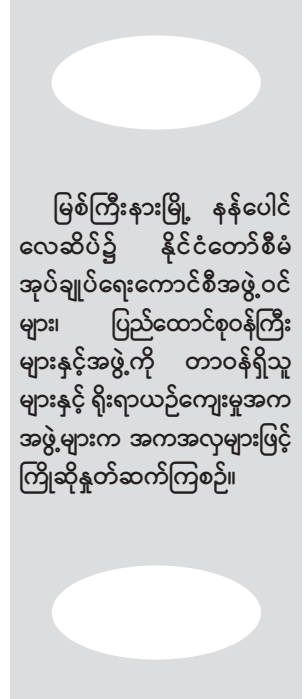 မြစ်ကြီးနားမြို့ နန်ပေါင်
လေဆိပ်၌ နိုင်ငံတော်စီမံ
အုပ်ချုပ်ရေးကောင်စီအဖွဲ့ဝင်
များ၊ ပြည်ထောင်စုဝန်ကြီး
များနှင့်အဖွဲ့ကို တာဝန်ရှိသူ
များနှင့် ရိုးရာယဉ်ကျေးမှုအက
အဖွဲ့များက အကအလှများဖြင့်
ကြိုဆိုနှုတ်ဆက်ကြစဉ်။